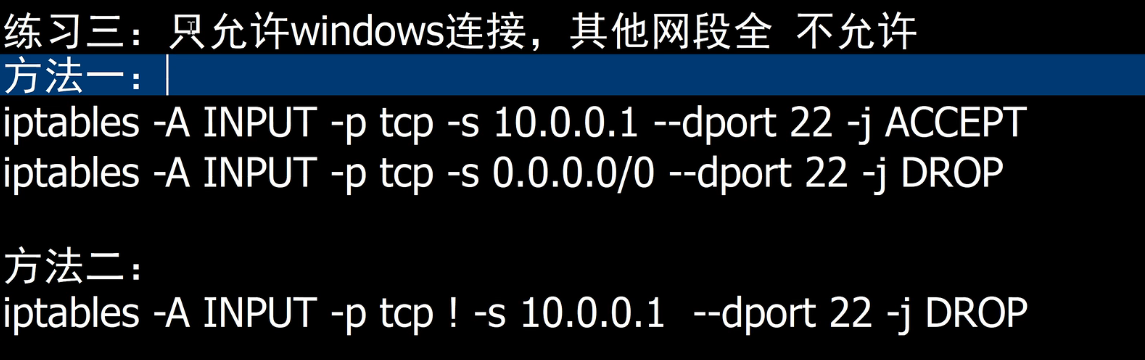 练习三：只允许windows连接，其他网段全 不允许
方法一：
iptables -A INPUT -p tcp -s 10.0.0.1 --dport 22 -j ACCEPT
iptables -A INPUT -p tcp -s 0.0.0.0/0 --dport 22 -j DROP
方法二：
iptables -A INPUT -p tcp ! -s 10.0.0.1  --dport 22 -j DROP